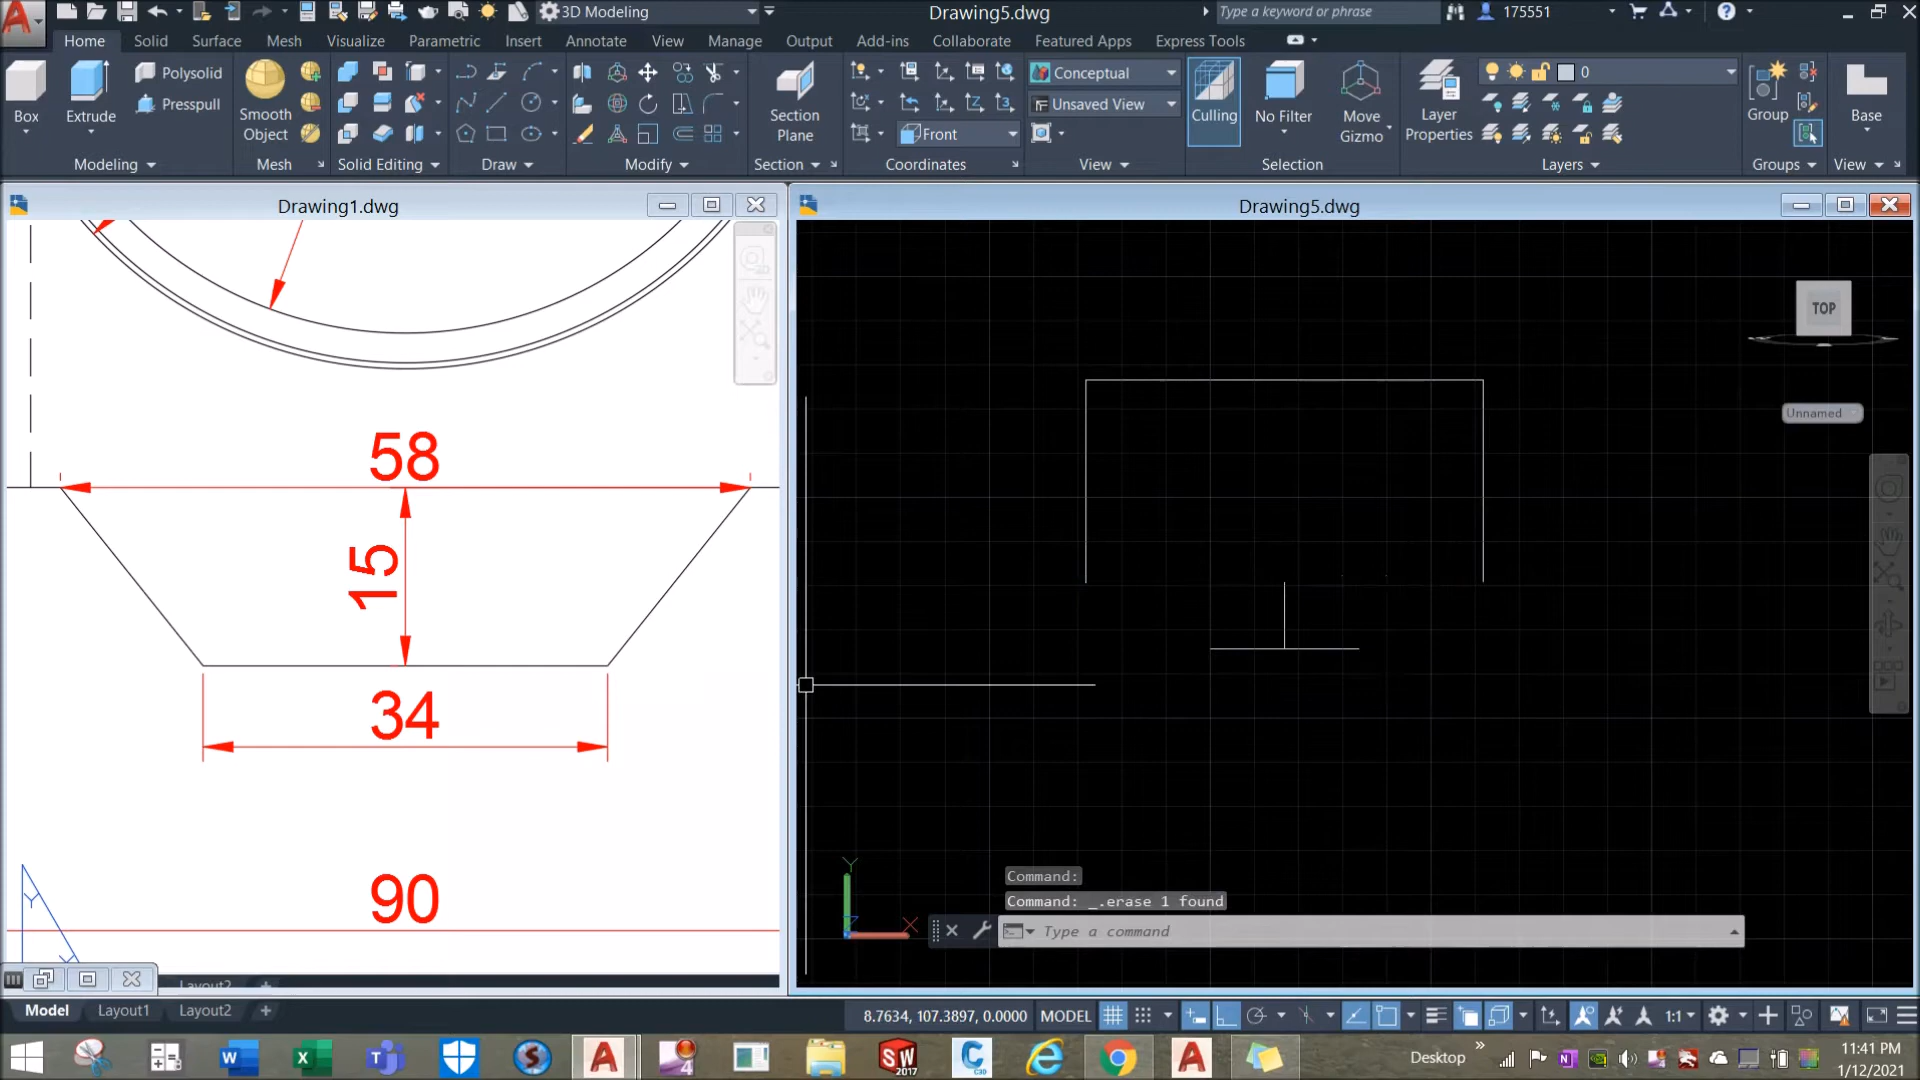 3D Modeling
Drawing5.dwg
Type a keyword or phrase
175551
Home
Solid
Surface
Mesh
Visualize
Parametric
Insert
Annotate
View
Manage
Output
Add-ins
Collaborate
Featured Apps
Express Tools
Box
Extrude
Polysolid
Presspull
Smooth
Object
Section
Plane
Conceptual
Unsaved View
Front
Culling
No Filter
Move
Gizmo
Layer
Properties
0
Group
Base
Modeling
Mesh
Solid Editing
Draw
Modify
Section
Coordinates
View
Selection
Layers
Groups
View
Drawing1.dwg
Drawing5.dwg
58
15
34
90
Y
TOP
Unnamed
Y
X
Command:
Command: _.erase 1 found
Type a command
Layout2
Model
Layout1
Layout2
8.7634, 107.3897, 0.0000
MODEL
1:1
Desktop
11:41 PM
1/12/2021